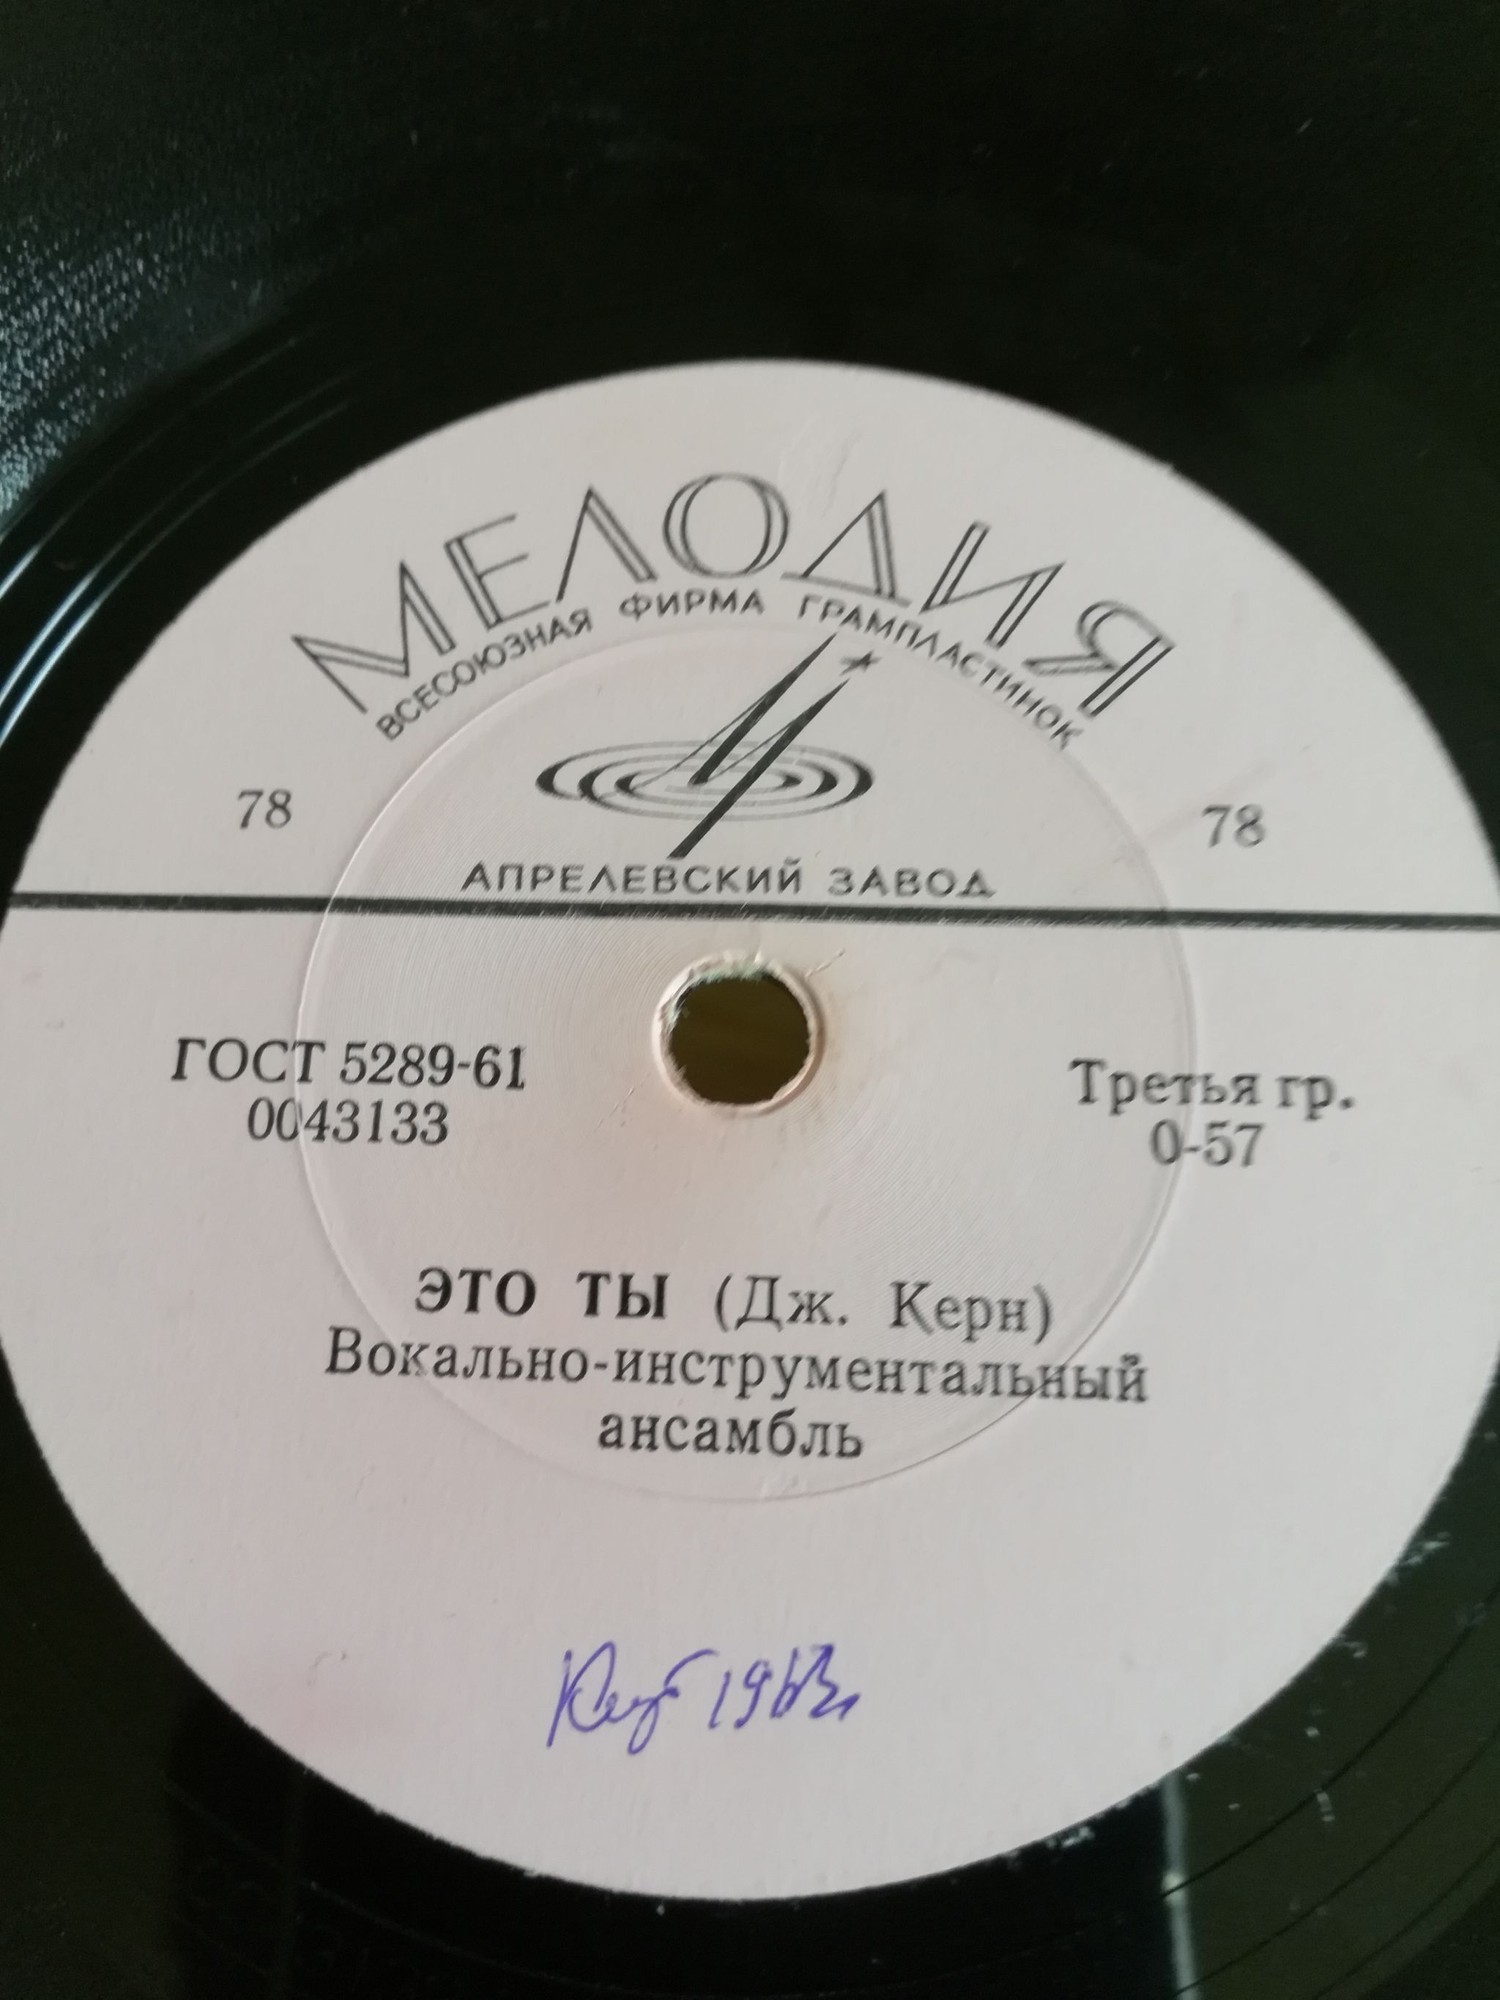 МЕЛОДИЯ
ВСЕСОЮЗНАЯ ФИРМА ГРАМПЛАСТИНОК
78
78
АПРЕЛЕВСКИЙ ЗАВОД
ГОСТ 5289-61
0043133
Третья гр.
0-57
ЭТО ТЫ (Дж. Керн)
Вокально-инструментальный
ансамбль